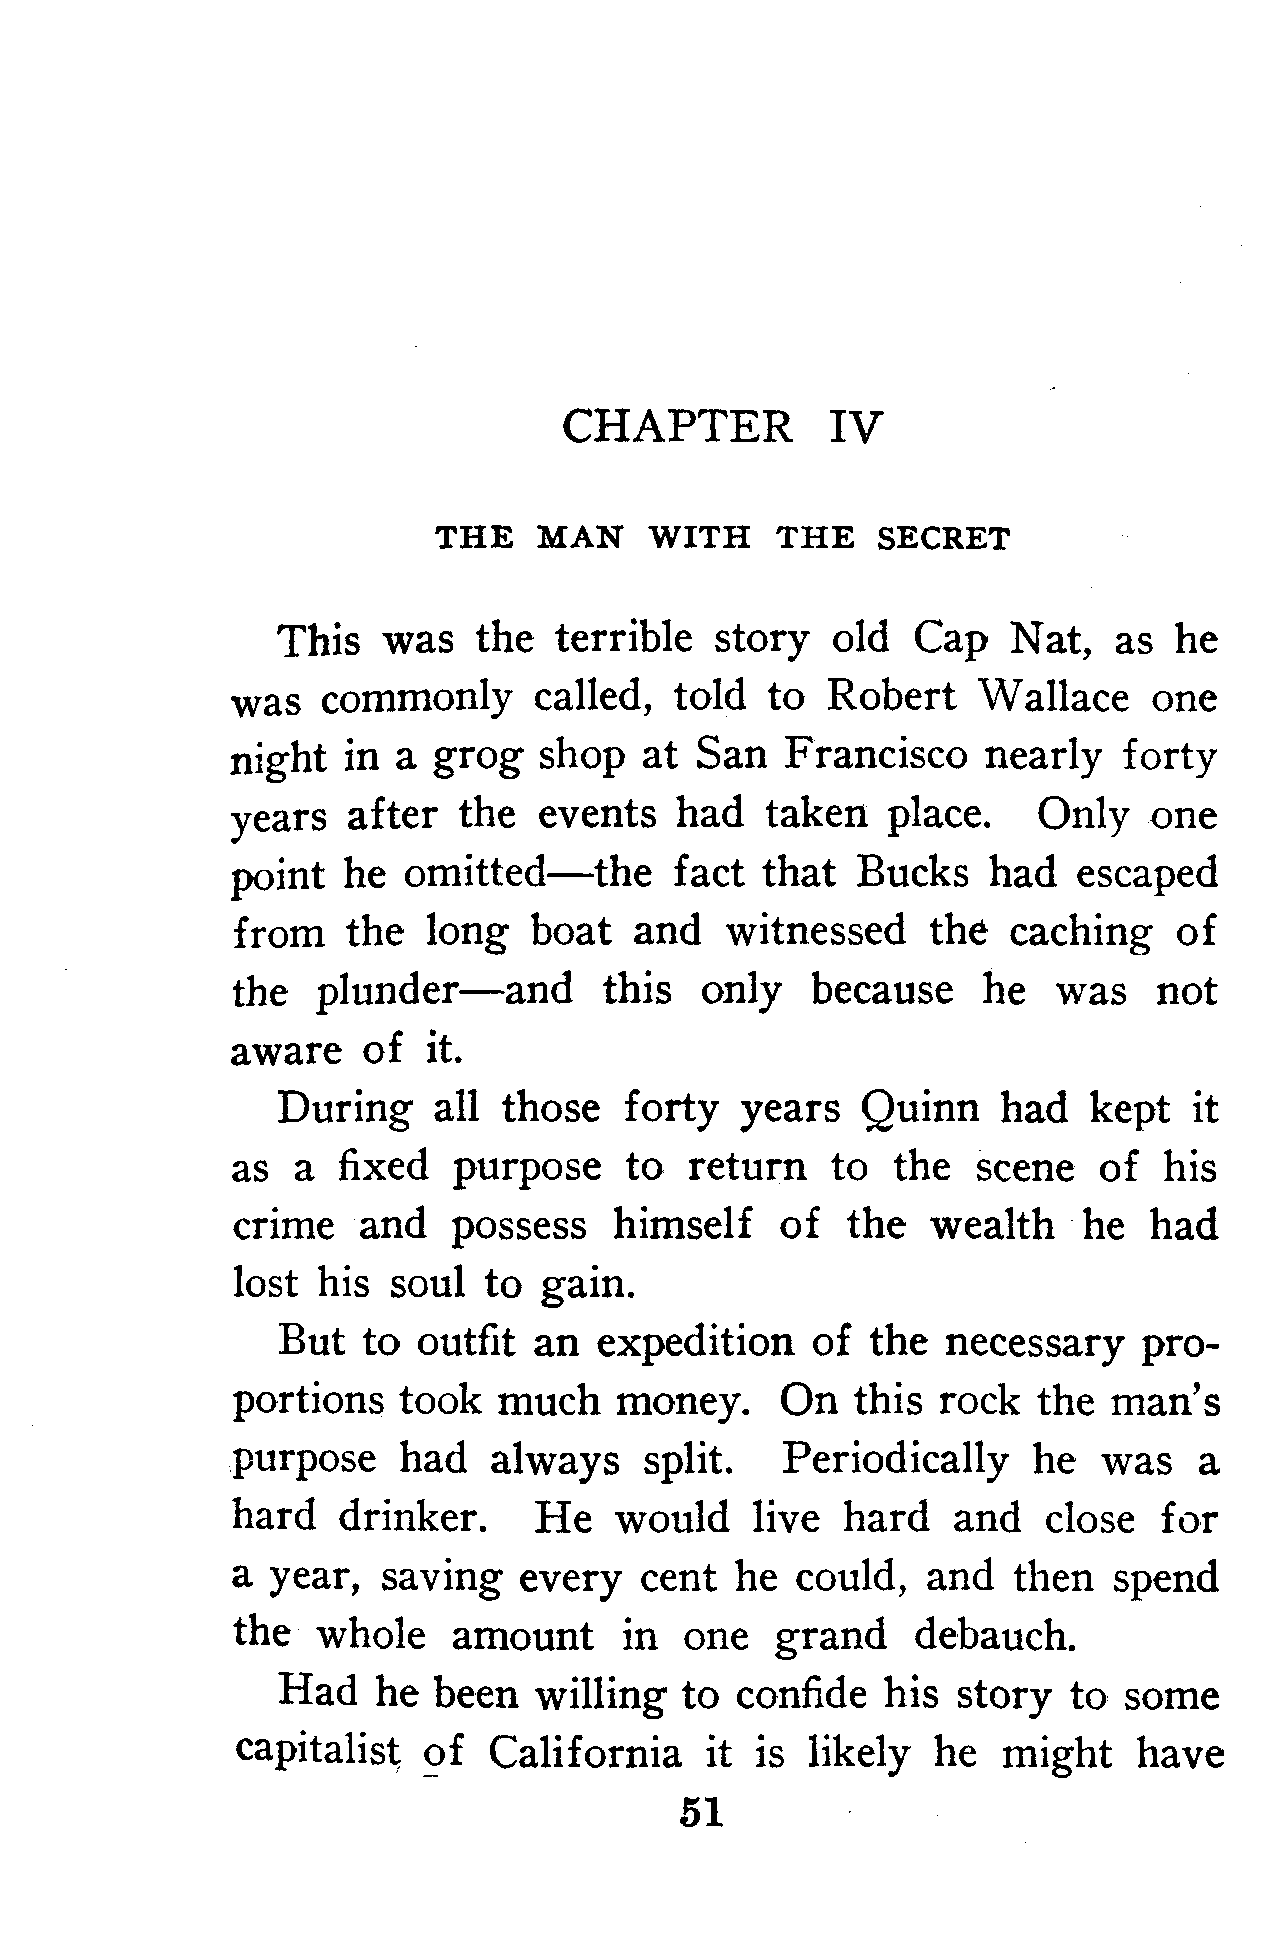 CHAPTER IV
THE MAN WITH THE SECRET
This was the terrible story old Cap Nat, as he
was commonly called, told to Robert Wallace one
night in a grog shop at San Francisco nearly forty
years after the events had taken place. Only one
point he omitted—the fact that Bucks had escaped
from the long boat and witnessed the caching of
the plunder—and this only because he was not
aware of it.
During all those forty years Quinn had kept it
as a fixed purpose to return to the scene of his
crime and possess himself of the wealth he had
lost his soul to gain.
But to outfit an expedition of the necessary pro-
portions took much money. On this rock the man's
purpose had always split. Periodically he was a
hard drinker. He would live hard and close for
a year, saving every cent he could, and then spend
the whole amount in one grand debauch.
Had he been willing to confide his story to some
capitalist of California it is likely he might have
51